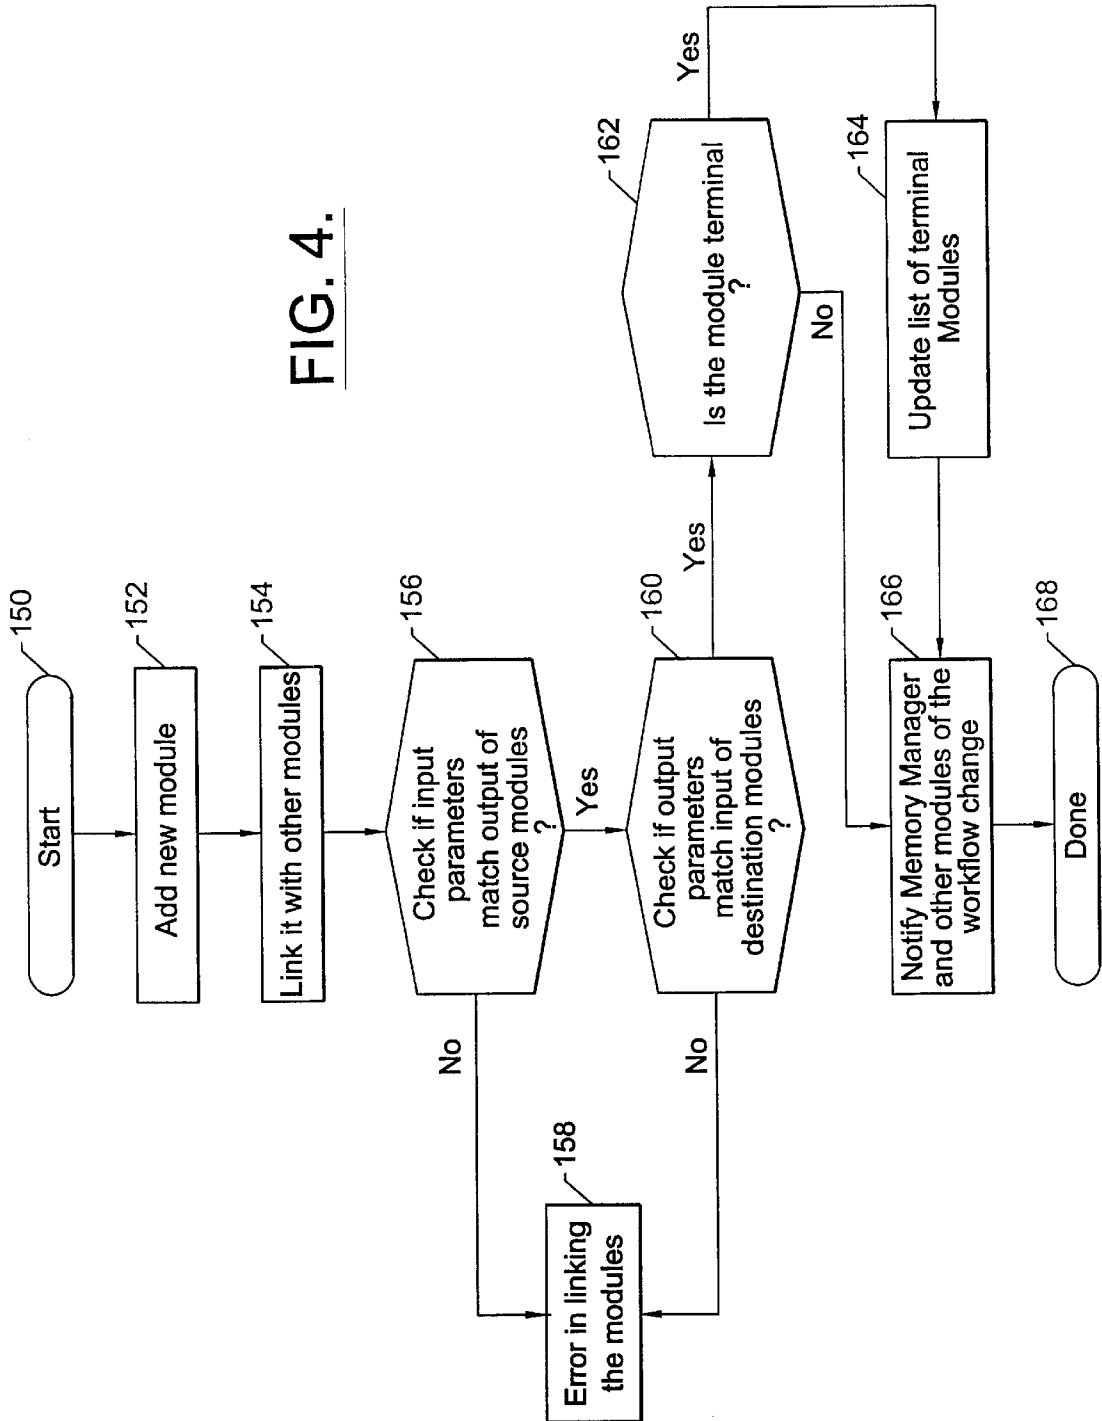 FIG. 4.
Start
150
Add new module
152
Link it with other modules
154
Check if input
parameters
match output of
source modules
?
156
No
Yes
Error in linking
the modules
158
Check if output
parameters
match input of
destination modules
?
160
No
Yes
Is the module terminal
?
162
Yes
No
Update list of terminal
Modules
164
Notify Memory Manager
and other modules of the
workflow change
166
Done
168